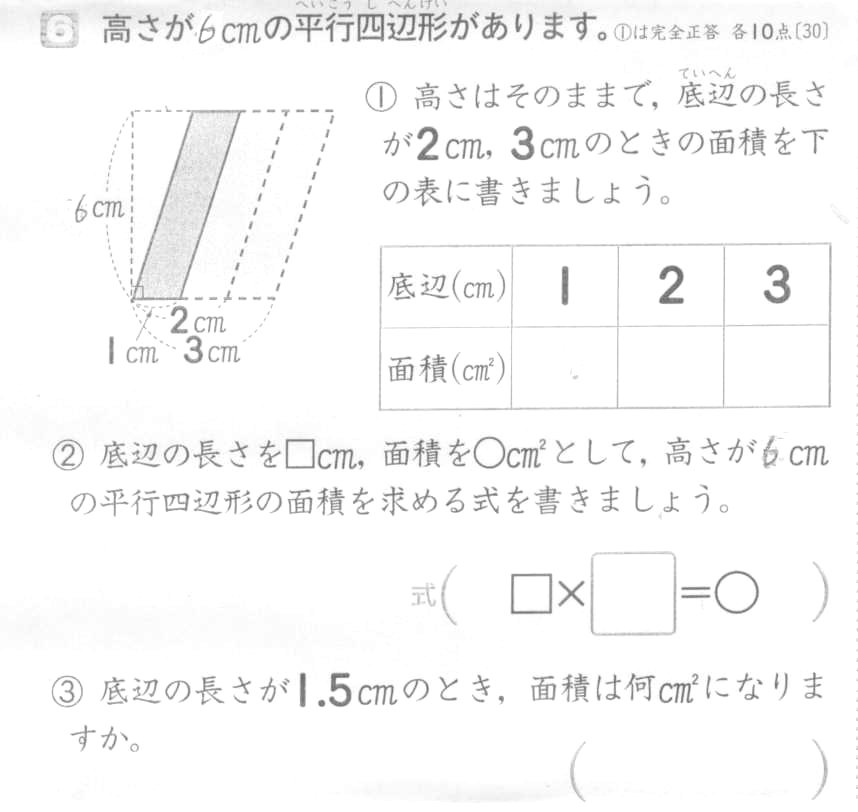 へいこうしへんけい
6 高さが6cmの平行四辺形があります。①は完全正答 各10点〔30〕
ていへん
① 高さはそのままで，底辺の長さ
が2cm，3cmのときの面積を下
の表に書きましょう。
6cm
2cm
1cm 3cm
底辺(cm) 1 2 3
面積(cm²)
② 底辺の長さを□cm，面積を○cm²として，高さが6cm
の平行四辺形の面積を求める式を書きましょう。
式( □×□=○ )
③ 底辺の長さが1.5cmのとき，面積は何cm²になりま
すか。
( )